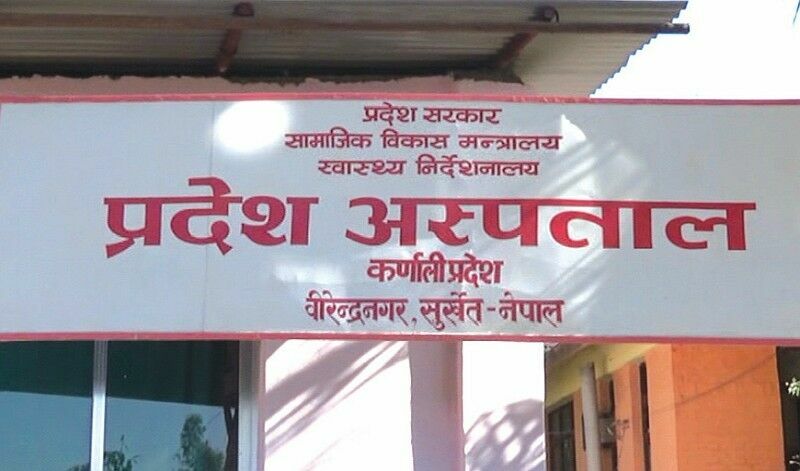 प्रदेश सरकार
सामाजिक विकास मन्त्रालय
स्वास्थ्य निर्देशनालय
प्रदेश अस्पताल
कर्णाली प्रदेश
वीरेन्द्रनगर, सुर्खेत-नेपाल